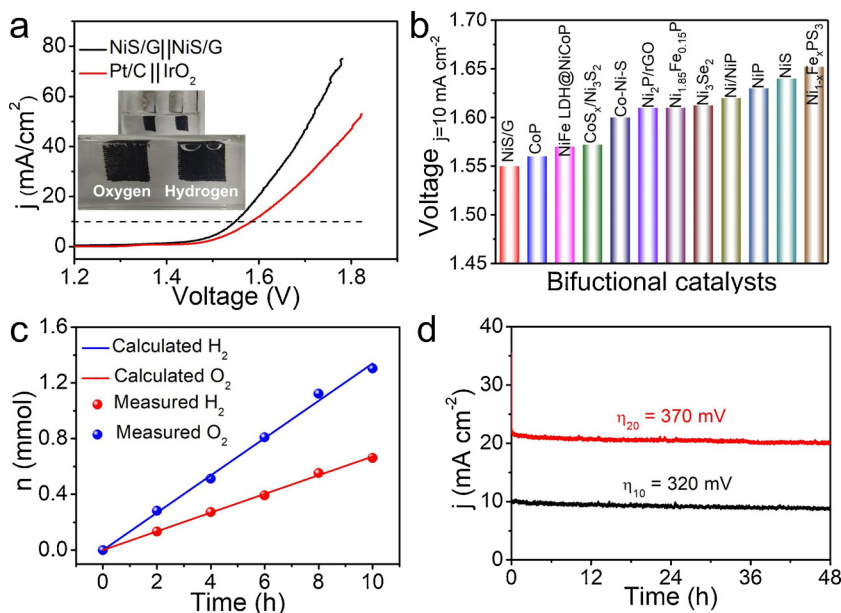 a
NiS/G||NiS/G
Pt/C||IrO2
Oxygen Hydrogen
j (mA/cm2)
80
60
40
20
0
1.2 1.4 1.6 1.8
Voltage (V)
b
Voltage j=10 mA cm-2
1.70
1.65
1.60
1.55
1.50
1.45
NiS/G
CoP
NiFe LDH@NiCoP
CoSx/Ni3S2
Co-Ni-S
Ni2P/rGO
Ni1.85Fe0.15P
Ni3Se2
Ni/NiP
NiP
NiS
Ni1-xFexPS3
Bifuctional catalysts
c
Calculated H2
Calculated O2
Measured H2
Measured O2
n (mmol)
1.6
1.2
0.8
0.4
0.0
0 2 4 6 8 10
Time (h)
d
j (mA cm-2)
40
30
20
10
0
η20 = 370 mV
η10 = 320 mV
0 12 24 36 48
Time (h)